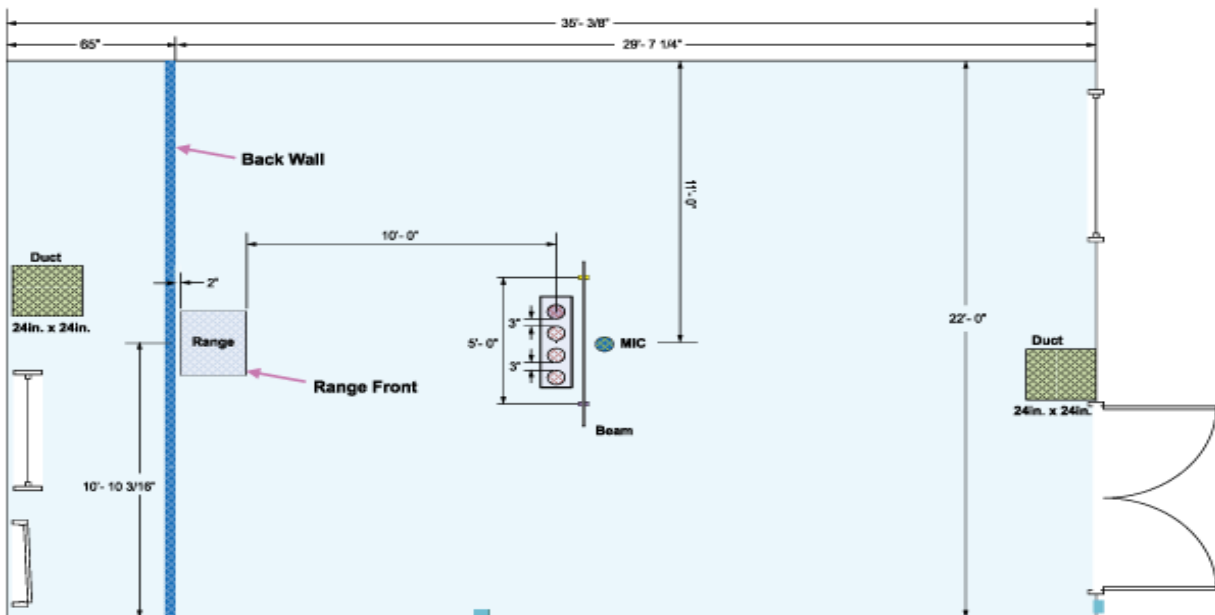 35'- 3/8"
65"
29'- 7 1/4"
Back Wall
11'-0"
10'- 0"
Duct
24in. x 24in.
2"
Range
Range Front
3"
5'- 0"
3"
MIC
Beam
22'- 0"
Duct
24in. x 24in.
10'- 10 3/16"